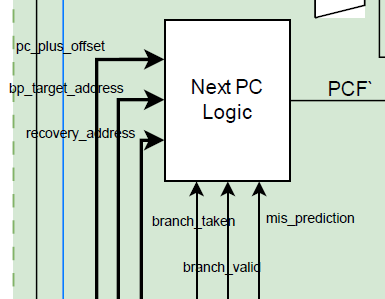 pc_plus_offset
bp_target_address
recovery_address
Next PC
Logic
PCF`
branch_taken
mis_prediction
branch_valid